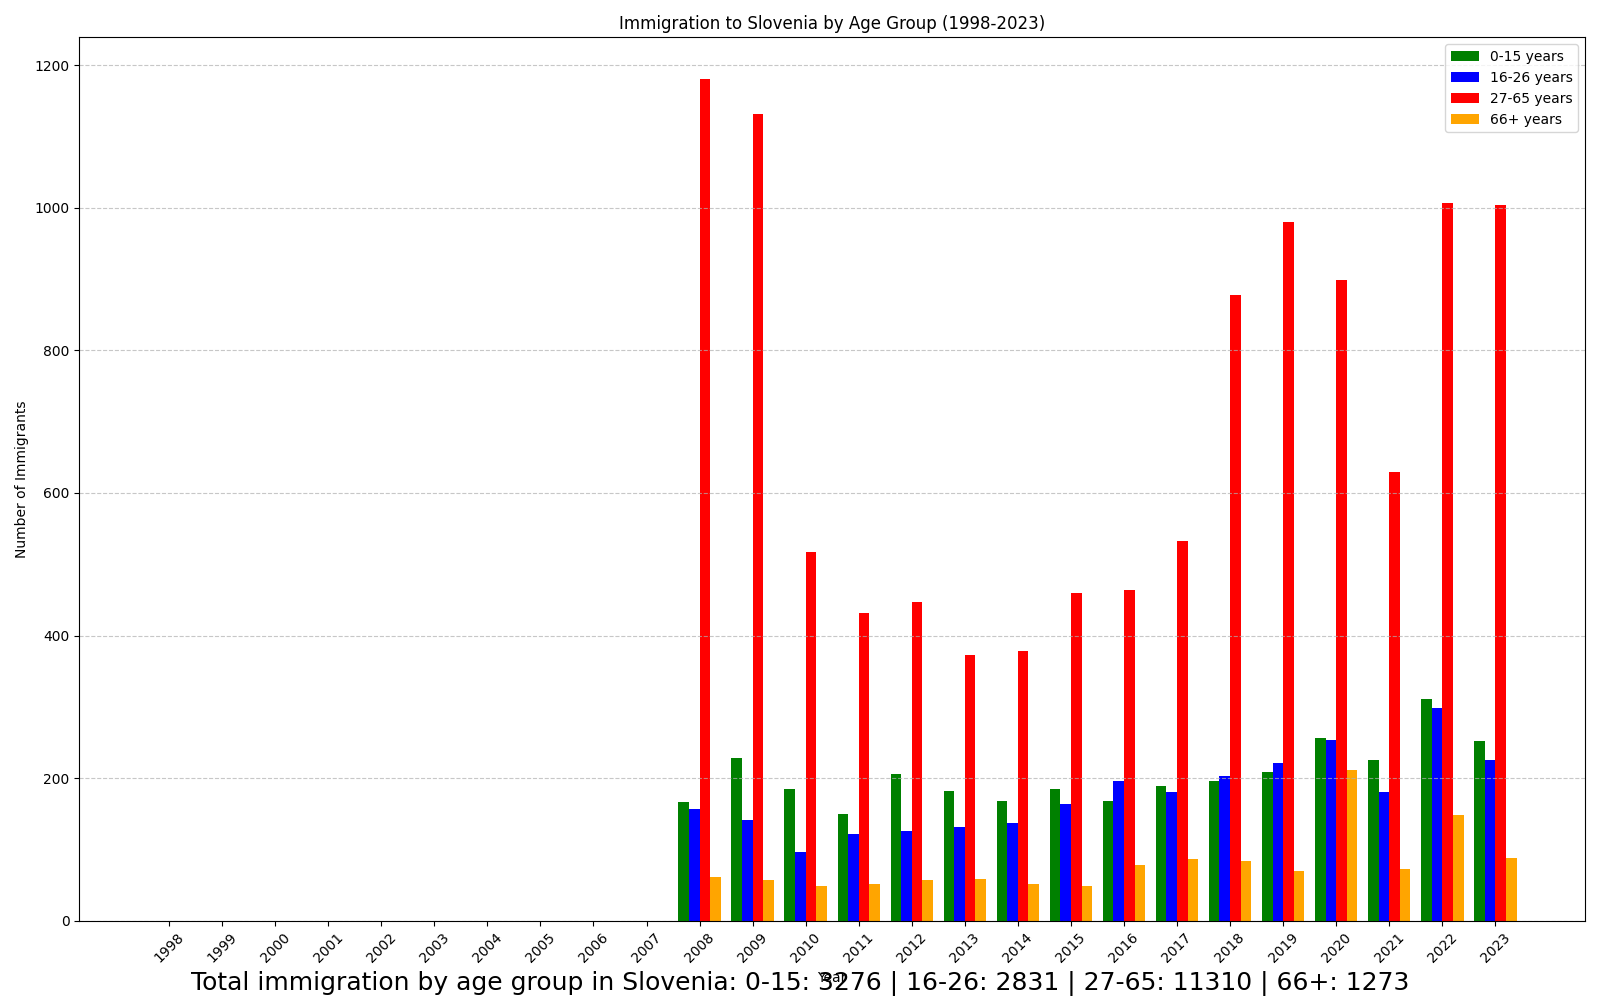 Immigration to Slovenia by Age Group (1998-2023)
0-15 years
16-26 years
27-65 years
66+ years
Number of Immigrants
1200
1000
800
600
400
200
0
1998 1999 2000 2001 2002 2003 2004 2005 2006 2007 2008 2009 2010 2011 2012 2013 2014 2015 2016 2017 2018 2019 2020 2021 2022 2023
Year
Total immigration by age group in Slovenia: 0-15: 3276 | 16-26: 2831 | 27-65: 11310 | 66+: 1273